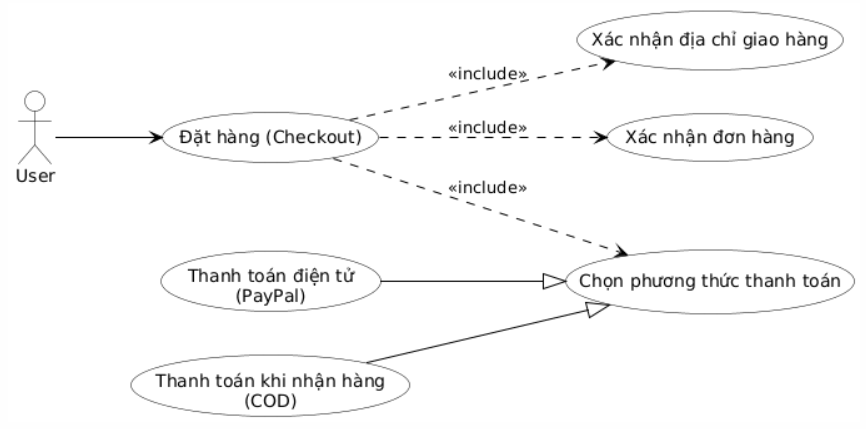 Xác nhận địa chỉ giao hàng
«include»
«include»
Xác nhận đơn hàng
Đặt hàng (Checkout)
User
«include»
Thanh toán điện tử
(PayPal)
Chọn phương thức thanh toán
Thanh toán khi nhận hàng
(COD)